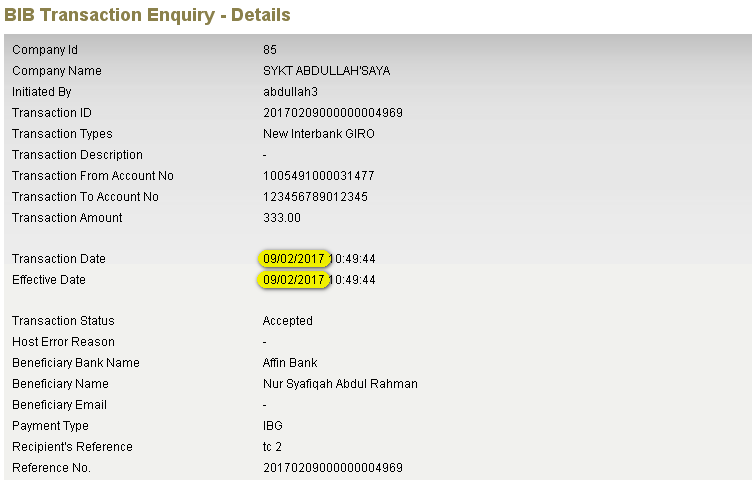 BIB Transaction Enquiry - Details
Company Id 85
Company Name SYKT ABDULLAH'SAYA
Initiated By abdullah3
Transaction ID 20170209000000004969
Transaction Types New Interbank GIRO
Transaction Description -
Transaction From Account No 1005491000031477
Transaction To Account No 123456789012345
Transaction Amount 333.00
Transaction Date 09/02/2017 10:49:44
Effective Date 09/02/2017 10:49:44
Transaction Status Accepted
Host Error Reason -
Beneficiary Bank Name Affin Bank
Beneficiary Name Nur Syafiqah Abdul Rahman
Beneficiary Email -
Payment Type IBG
Recipient's Reference tc 2
Reference No. 20170209000000004969